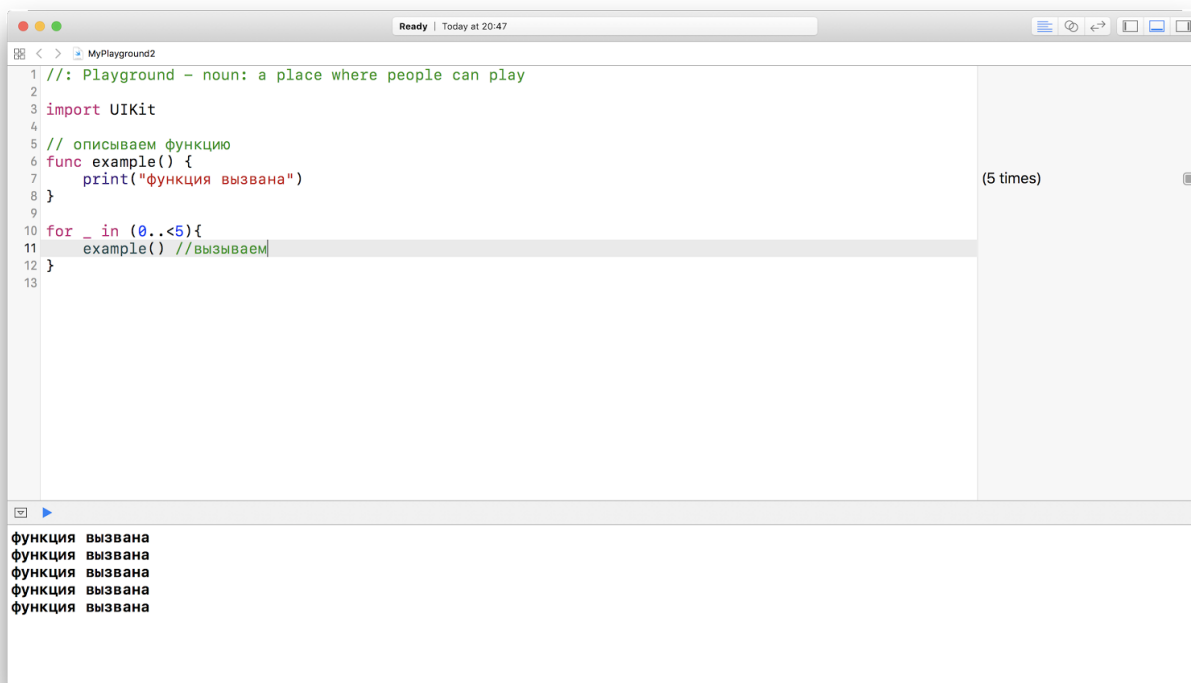 Ready | Today at 20:47
MyPlayground2
1 //: Playground – noun: a place where people can play
2
3 import UIKit
4
5 // описываем функцию
6 func example() {
7 print("функция вызвана")
(5 times)
8 }
9
10 for _ in (0..<5){
11 example() //вызываем
12 }
13
функция вызвана
функция вызвана
функция вызвана
функция вызвана
функция вызвана